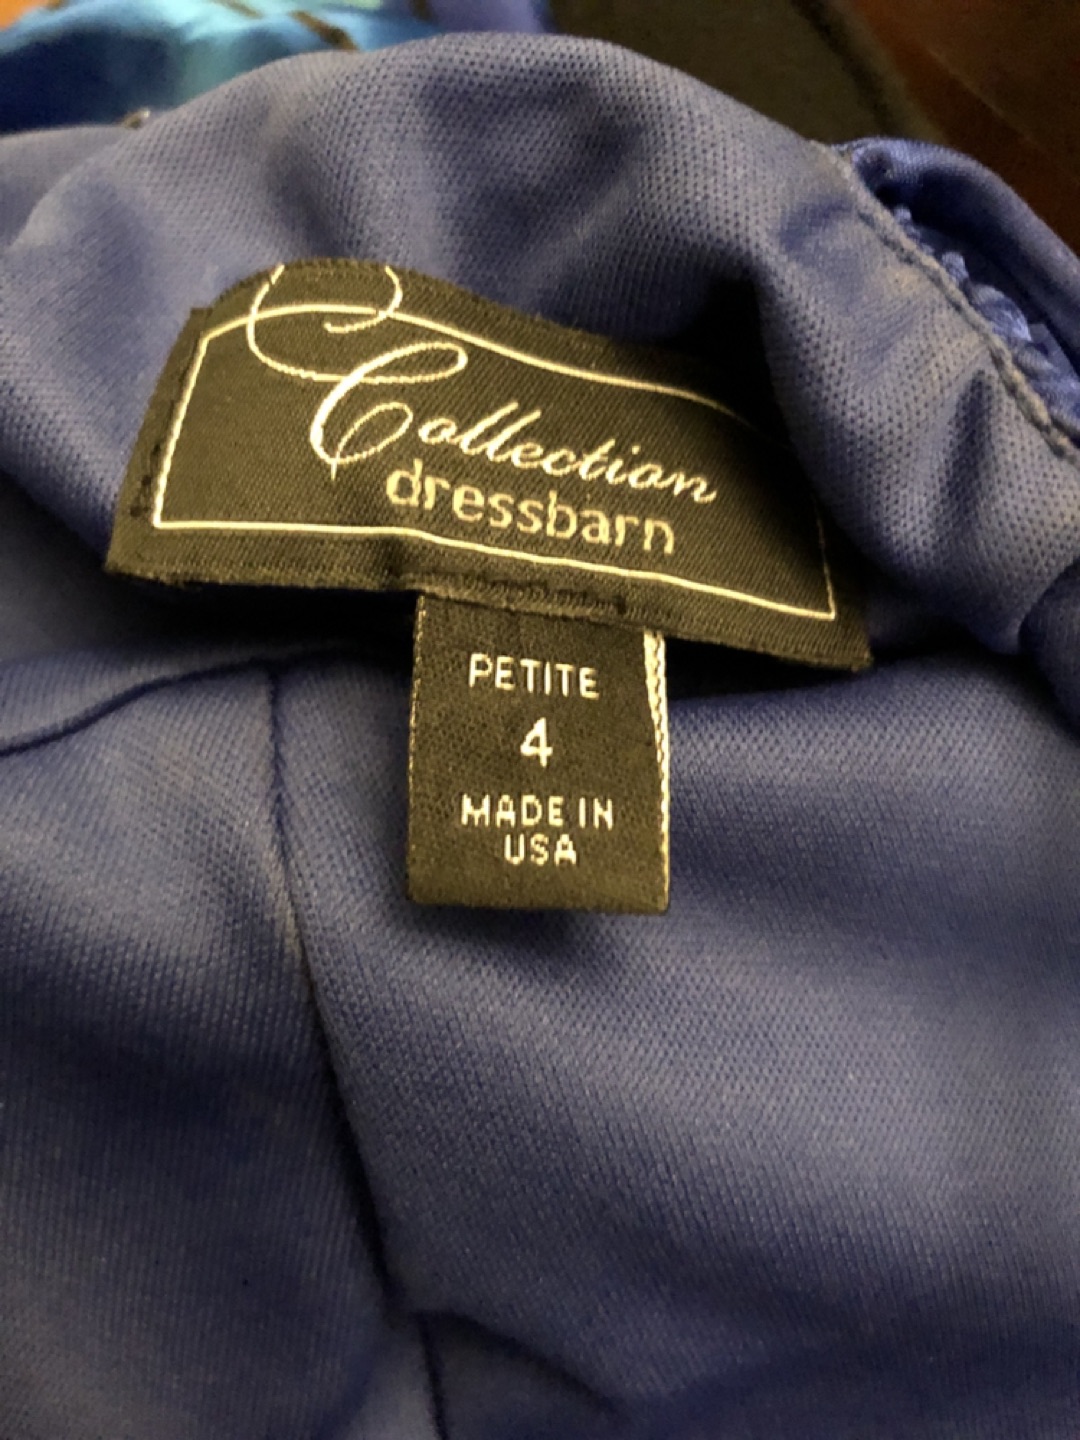 Collection
dressbarn
PETITE
4
MADE IN
USA